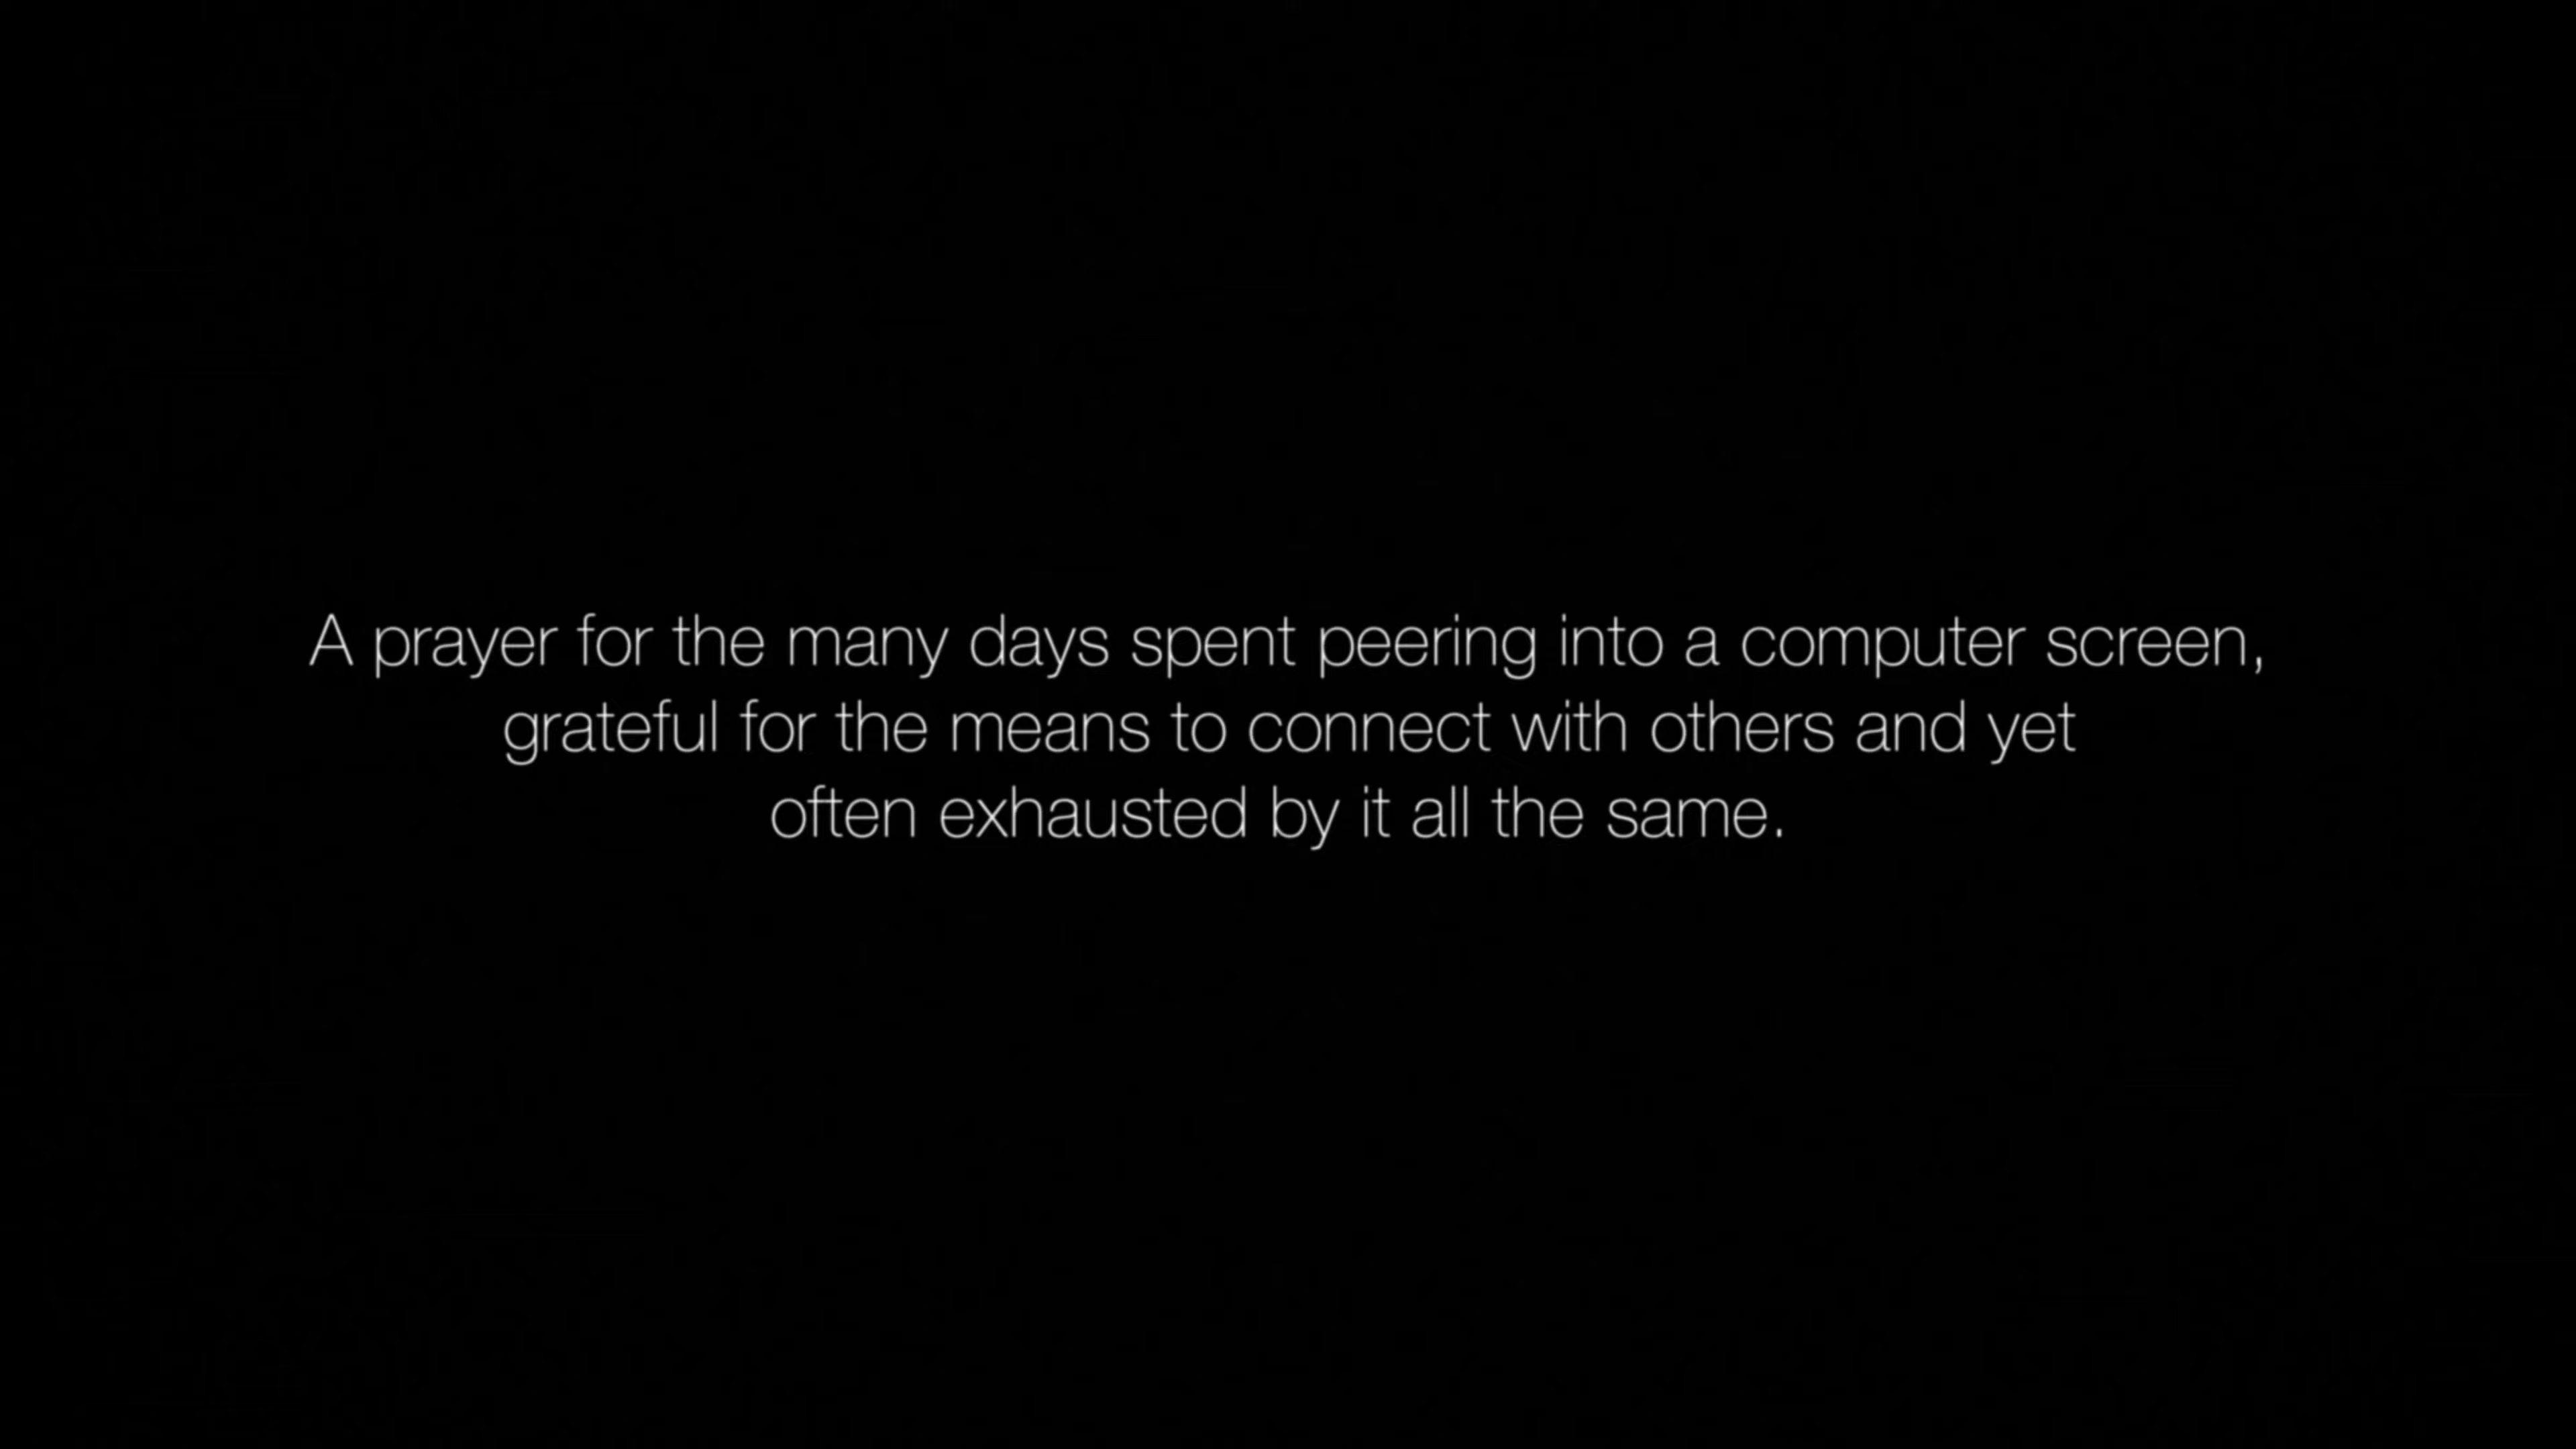 A prayer for the many days spent peering into a computer screen,
grateful for the means to connect with others and yet
often exhausted by it all the same.